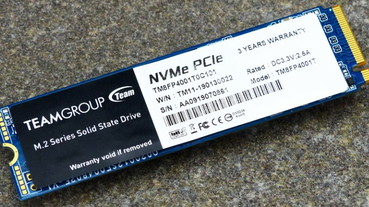 TEAMGROUP Team
M.2 Series Solid State Drive
Warranty void if removed
NVMe PCIe
3 YEARS WARRANTY
TM8FP4001T0C101
W/N : TM11-190130022
S/N : AA0919070861
Rated : DC3.3V;2.5A
Model : TM8FP4001T